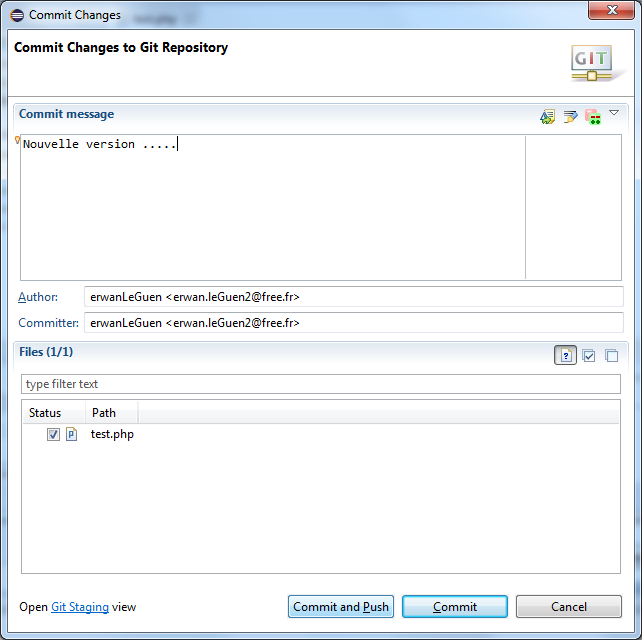 Commit Changes
test.php
Commit Changes to Git Repository
GIT
Commit message
Nouvelle version .....
Author: erwanLeGuen <erwan.leGuen2@free.fr>
Committer: erwanLeGuen <erwan.leGuen2@free.fr>
Files (1/1)
type filter text
Status Path
test.php
Open Git Staging view
Commit and Push
Commit
Cancel